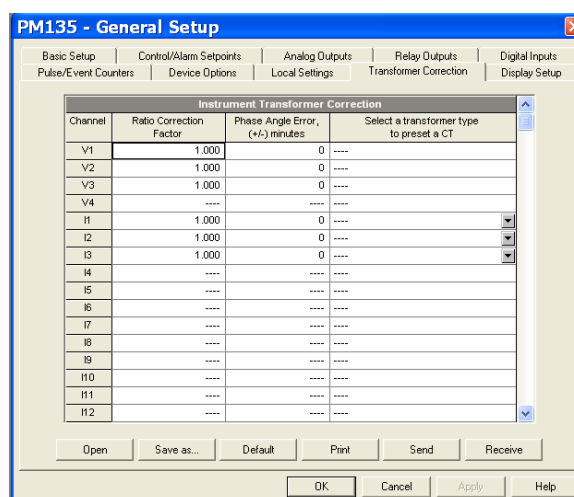 PM135 - General Setup
Basic Setup Control/Alarm Setpoints Analog Outputs Relay Outputs Digital Inputs
Pulse/Event Counters Device Options Local Settings Transformer Correction Display Setup
Instrument Transformer Correction
Channel Ratio Correction Factor Phase Angle Error, (+/-) minutes Select a transformer type to preset a CT
V1 1.000 0 ----
V2 1.000 0 ----
V3 1.000 0 ----
V4 ---- ---- ----
I1 1.000 0 ----
I2 1.000 0 ----
I3 1.000 0 ----
I4 ---- ---- ----
I5 ---- ---- ----
I6 ---- ---- ----
I7 ---- ---- ----
I8 ---- ---- ----
I9 ---- ---- ----
I10 ---- ---- ----
I11 ---- ---- ----
I12 ---- ---- ----
Open Save as... Default Print Send Receive
OK Cancel Apply Help